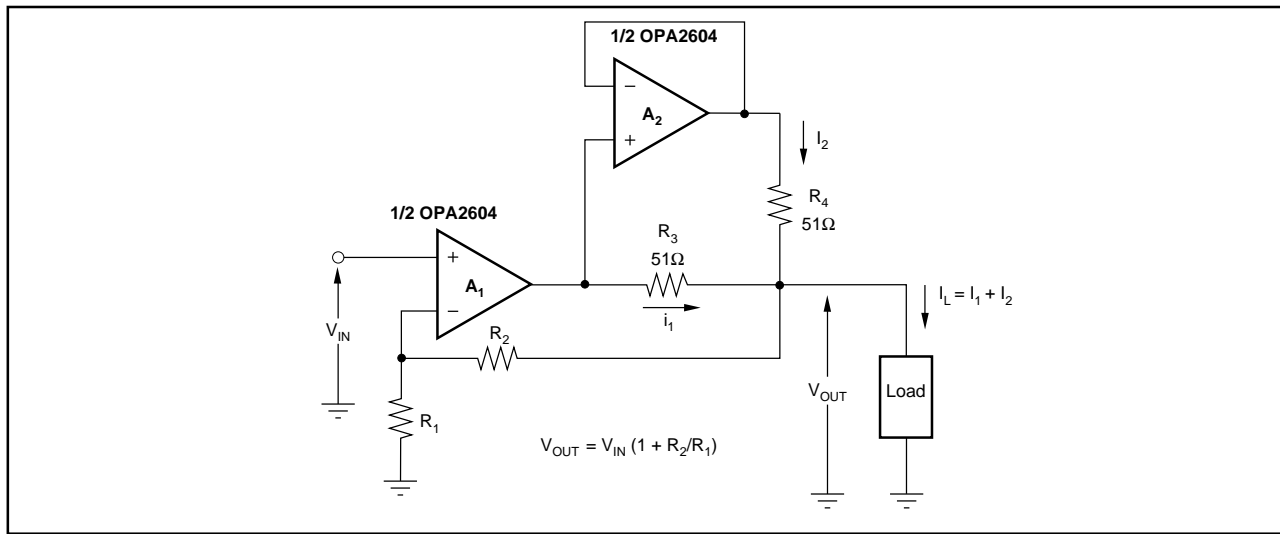 1/2 OPA2604
−
A2
+
I2
R4
51Ω
1/2 OPA2604
R3
51Ω
+
A1
−
i1
IL = I1 + I2
VIN
R2
VOUT
Load
R1
VOUT = VIN (1 + R2/R1)